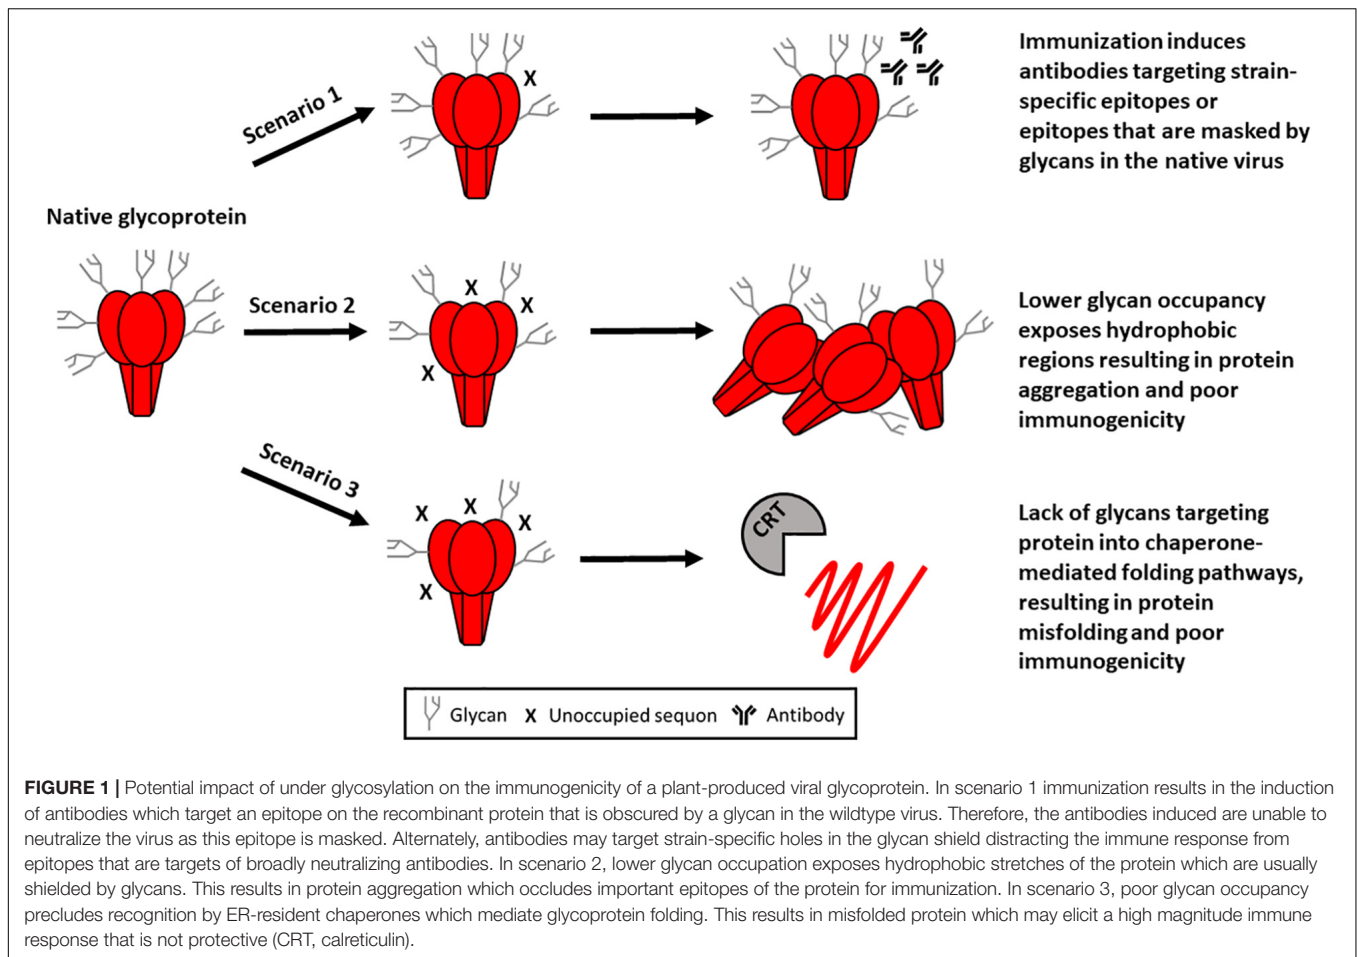 Scenario 1
X
Immunization induces
antibodies targeting strain-
specific epitopes or
epitopes that are masked by
glycans in the native virus
Native glycoprotein
Scenario 2
X
X
X
Lower glycan occupancy
exposes hydrophobic
regions resulting in protein
aggregation and poor
immunogenicity
Scenario 3
X
X
X
X
CRT
Lack of glycans targeting
protein into chaperone-
mediated folding pathways,
resulting in protein
misfolding and poor
immunogenicity
Glycan X Unoccupied sequon Antibody
FIGURE 1 | Potential impact of under glycosylation on the immunogenicity of a plant-produced viral glycoprotein. In scenario 1 immunization results in the induction
of antibodies which target an epitope on the recombinant protein that is obscured by a glycan in the wildtype virus. Therefore, the antibodies induced are unable to
neutralize the virus as this epitope is masked. Alternately, antibodies may target strain-specific holes in the glycan shield distracting the immune response from
epitopes that are targets of broadly neutralizing antibodies. In scenario 2, lower glycan occupation exposes hydrophobic stretches of the protein which are usually
shielded by glycans. This results in protein aggregation which occludes important epitopes of the protein for immunization. In scenario 3, poor glycan occupancy
precludes recognition by ER-resident chaperones which mediate glycoprotein folding. This results in misfolded protein which may elicit a high magnitude immune
response that is not protective (CRT, calreticulin).